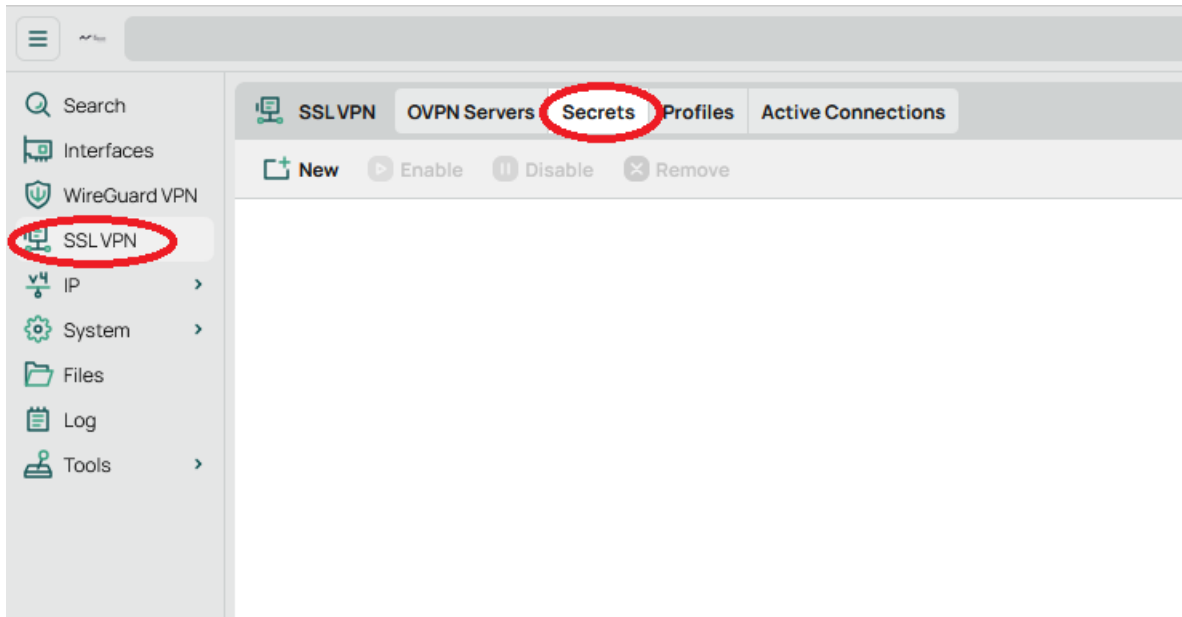 Search
Interfaces
WireGuard VPN
SSL VPN
IP
System
Files
Log
Tools
SSL VPN OVPN Servers Secrets Profiles Active Connections
New Enable Disable Remove